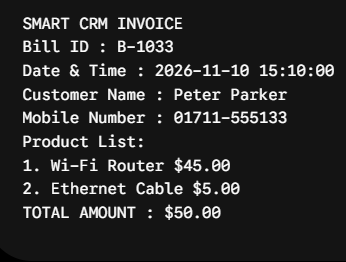 SMART CRM INVOICE
Bill ID : B-1033
Date & Time : 2026-11-10 15:10:00
Customer Name : Peter Parker
Mobile Number : 01711-555133
Product List:
1. Wi-Fi Router $45.00
2. Ethernet Cable $5.00
TOTAL AMOUNT : $50.00